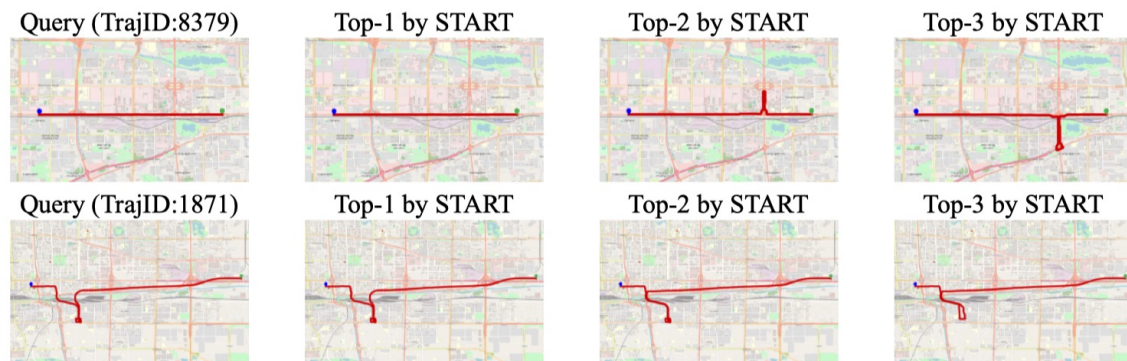 Query (TrajID:8379) Top-1 by START Top-2 by START Top-3 by START
Query (TrajID:1871) Top-1 by START Top-2 by START Top-3 by START